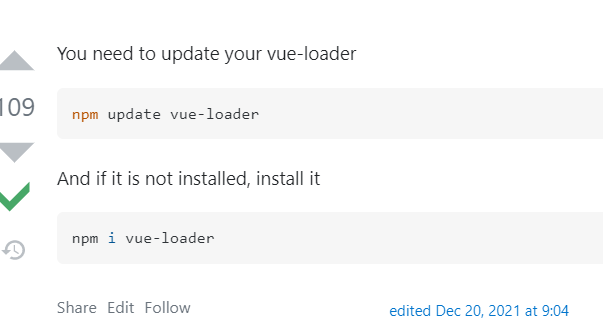 You need to update your vue-loader
109
npm update vue-loader
And if it is not installed, install it
npm i vue-loader
Share Edit Follow
edited Dec 20, 2021 at 9:04